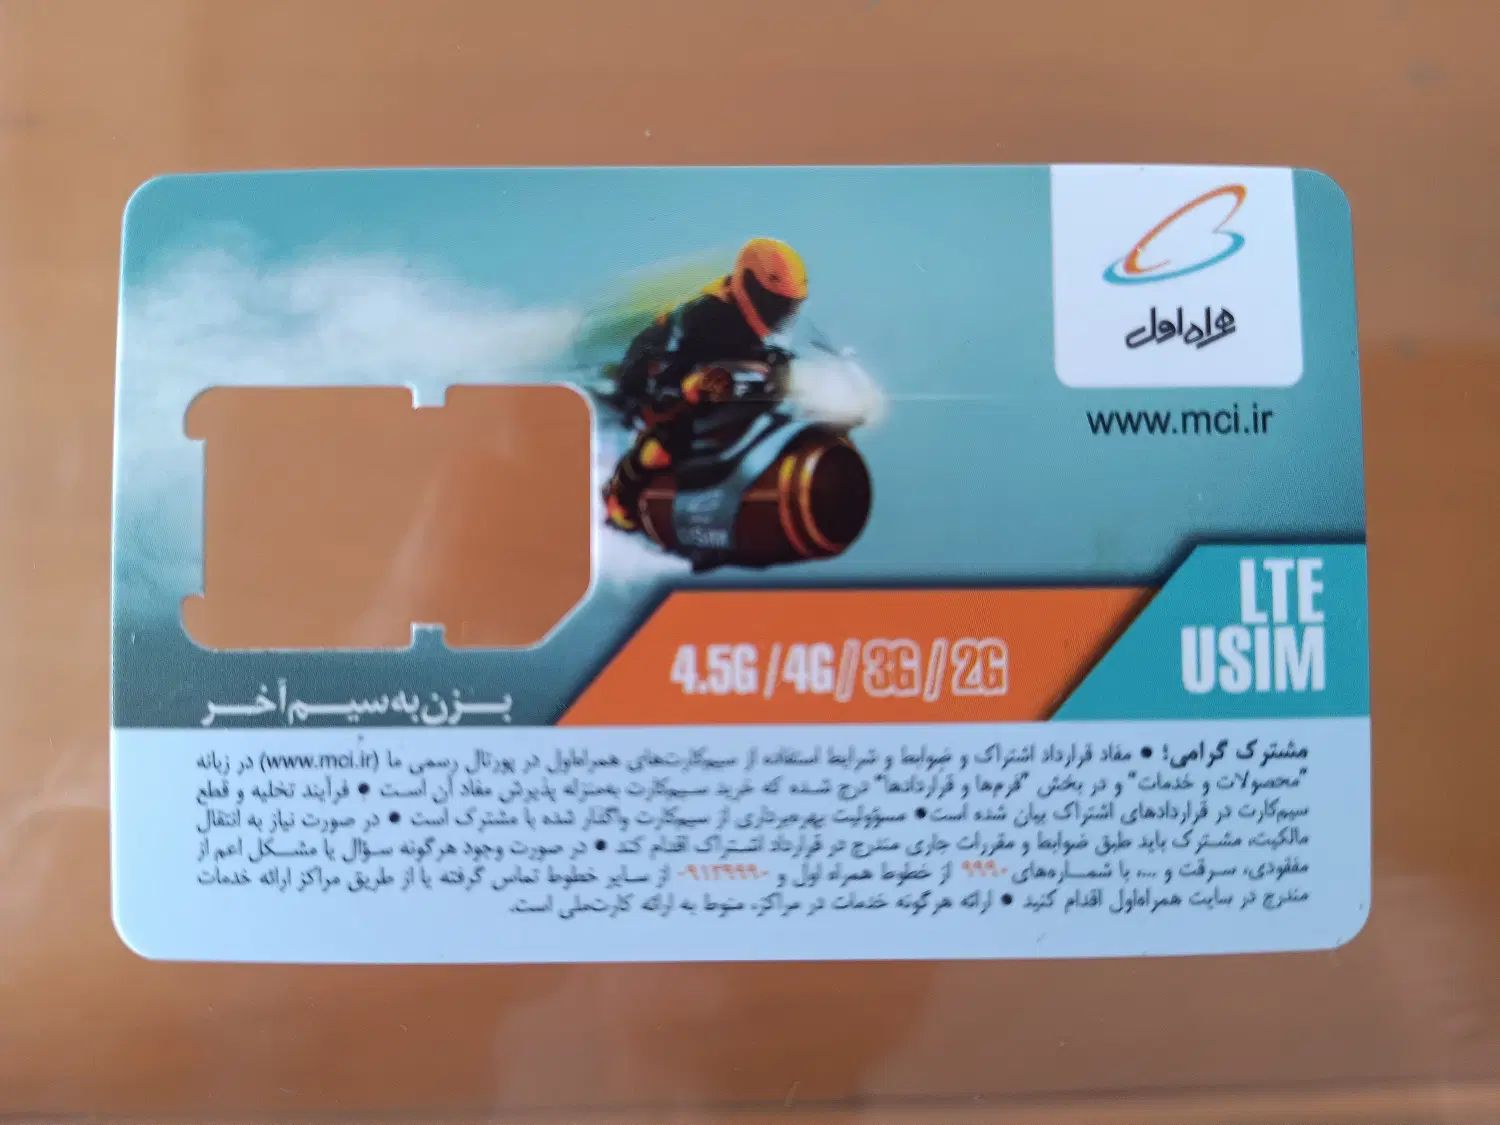 همراه اول
www.mci.ir
LTE
USIM
4.5G/4G/3G/2G
بزن به سیم آخر
مشترک گرامی! • مفاد قرارداد اشتراک و ضوابط و شرایط استفاده از سیم‌کارت‌های همراه‌اول در پورتال رسمی ما (www.mci.ir) در زبانه
"محصولات و خدمات" و در بخش "فرم‌ها و قراردادها" درج شده که خرید سیم‌کارت به‌منزله پذیرش مفاد آن است • فرآیند تخلیه و قطع
سیم‌کارت در قراردادهای اشتراک بیان شده است • مسؤولیت بهره‌برداری از سیم‌کارت واگذار شده با مشترک است • در صورت نیاز به انتقال
مالکیت، مشترک باید طبق ضوابط و مقررات جاری مندرج در قرارداد اشتراک اقدام کند • در صورت وجود هرگونه سؤال یا مشکل اعم از
مفقودی، سرقت و .... با شماره‌های ۹۹۹۰ از خطوط همراه اول و ۰۹۱۲۹۹۹۰ از سایر خطوط تماس گرفته یا از طریق مراکز ارائه خدمات
مندرج در سایت همراه‌اول اقدام کنید • ارائه هرگونه خدمات در مراکز، منوط به ارائه کارت‌ملی است.